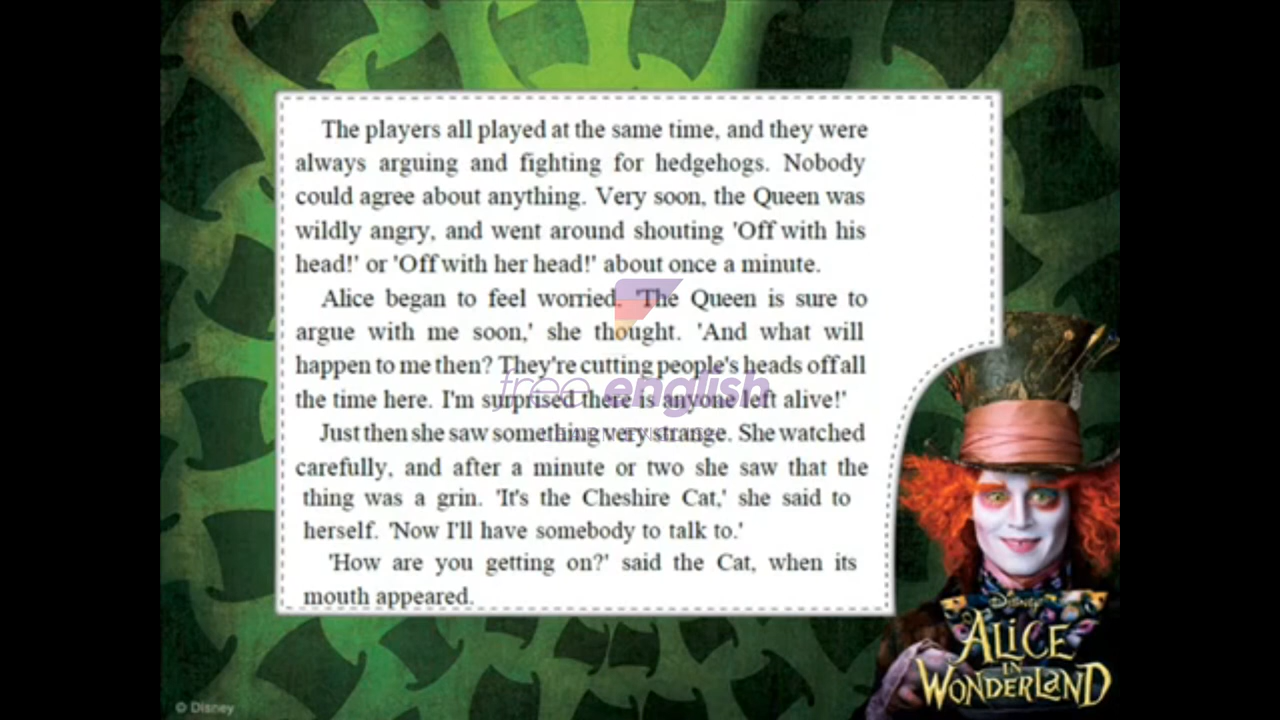 The players all played at the same time, and they were
always arguing and fighting for hedgehogs. Nobody
could agree about anything. Very soon, the Queen was
wildly angry, and went around shouting 'Off with his
head!' or 'Off with her head!' about once a minute.
Alice began to feel worried. 'The Queen is sure to
argue with me soon,' she thought. 'And what will
happen to me then? They're cutting people's heads off all
the time here. I'm surprised there is anyone left alive!'
free english
Just then she saw something very strange. She watched
carefully, and after a minute or two she saw that the
thing was a grin. 'It's the Cheshire Cat,' she said to
herself. 'Now I'll have somebody to talk to.'
'How are you getting on?' said the Cat, when its
mouth appeared.
Disney
ALICE
IN
WONDERLAND
© Disney